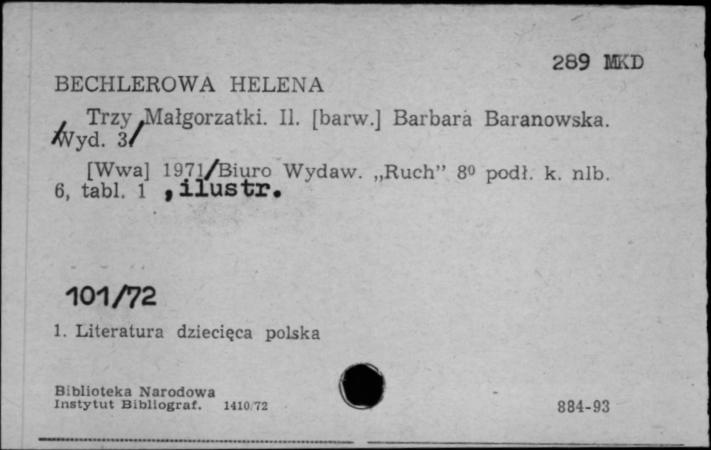 289 MKD
BECHLEROWA HELENA
Trzy Małgorzatki. Il. [barw.] Barbara Baranowska.
/Wyd. 3/
[Wwa] 1971/Biuro Wydaw. „Ruch” 8⁰ podł. k. nlb.
6, tabl. 1 , ilustr.
101/72
1. Literatura dziecięca polska
Biblioteka Narodowa
Instytut Bibliograf. 1410/72
884-93